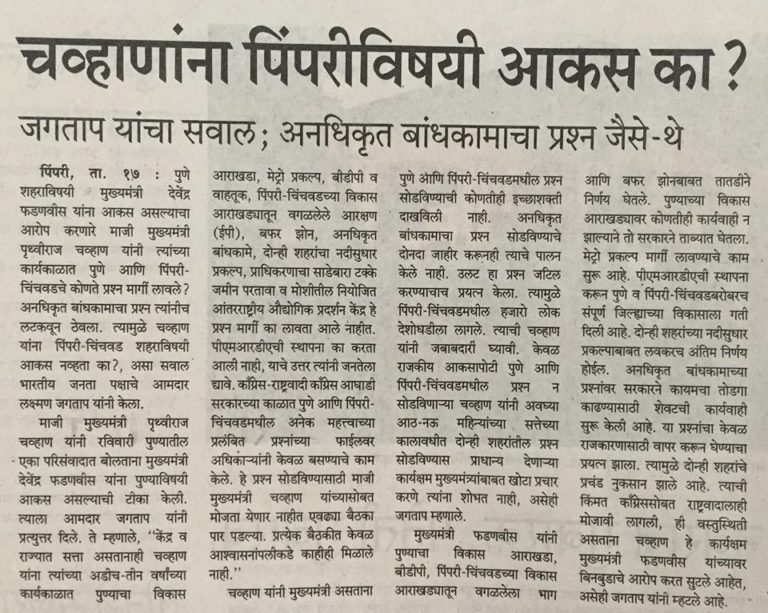 चव्हाणांना पिंपरीविषयी आकस का?
जगताप यांचा सवाल; अनधिकृत बांधकामाचा प्रश्न जैसे-थे
पिंपरी, ता. १७ : पुणे
शहराविषयी मुख्यमंत्री देवेंद्र
फडणवीस यांना आकस असल्याचा
आरोप करणारे माजी मुख्यमंत्री
पृथ्वीराज चव्हाण यांनी त्यांच्या
कार्यकाळात पुणे आणि पिंपरी-
चिंचवडचे कोणते प्रश्न मार्गी लावले?
अनधिकृत बांधकामाचा प्रश्न त्यांनीच
लटकवून ठेवला. त्यामुळे चव्हाण
यांना पिंपरी-चिंचवड शहराविषयी
आकस नव्हता का?, असा सवाल
भारतीय जनता पक्षाचे आमदार
लक्ष्मण जगताप यांनी केला.
माजी मुख्यमंत्री पृथ्वीराज
चव्हाण यांनी रविवारी पुण्यातील
एका परिसंवादात बोलताना मुख्यमंत्री
देवेंद्र फडणवीस यांना पुण्याविषयी
आकस असल्याची टीका केली.
त्याला आमदार जगताप यांनी
प्रत्युत्तर दिले. ते म्हणाले, ‘‘केंद्र व
राज्यात सत्ता असतानाही चव्हाण
यांना त्यांच्या अडीच-तीन वर्षांच्या
कार्यकाळात पुण्याचा विकास
आराखडा, मेट्रो प्रकल्प, बीडीपी व
वाहतूक, पिंपरी-चिंचवडच्या विकास
आराखड्यातून वगळलेले आरक्षण
(ईपी), बफर झोन, अनधिकृत
बांधकामे, दोन्ही शहरांचा नदीसुधार
प्रकल्प, प्राधिकरणाचा साडेबारा टक्के
जमीन परतावा व मोशीतील नियोजित
आंतरराष्ट्रीय औद्योगिक प्रदर्शन केंद्र हे
प्रश्न मार्गी का लावता आले नाहीत.
पीएमआरडीएची स्थापना का करता
आली नाही, याचे उत्तर त्यांनी जनतेला
द्यावे. काँग्रेस-राष्ट्रवादी काँग्रेस आघाडी
सरकारच्या काळात पुणे आणि पिंपरी-
चिंचवडमधील अनेक महत्त्वाच्या
प्रलंबित प्रश्नांच्या फाईलवर
अधिकाऱ्यांनी केवळ बसण्याचे काम
केले. हे प्रश्न सोडविण्यासाठी माजी
मुख्यमंत्री चव्हाण यांच्यासोबत
मोजता येणार नाहीत एवढ्या बैठका
पार पडल्या. प्रत्येक बैठकीत केवळ
आश्वासनांपलीकडे काहीही मिळाले
नाही.’’
चव्हाण यांनी मुख्यमंत्री असताना
पुणे आणि पिंपरी-चिंचवडमधील प्रश्न
सोडविण्याची कोणतीही इच्छाशक्ती
दाखविली नाही. अनधिकृत
बांधकामाचा प्रश्न सोडविण्याचे
दोनदा जाहीर करूनही त्याचे पालन
केले नाही. उलट हा प्रश्न जटिल
करण्याचाच प्रयत्न केला. त्यामुळे
पिंपरी-चिंचवडमधील हजारो लोक
देशोधडीला लागले. त्याची चव्हाण
यांनी जबाबदारी घ्यावी. केवळ
राजकीय आकसापोटी पुणे आणि
पिंपरी-चिंचवडमधील प्रश्न न
सोडविणाऱ्या चव्हाण यांनी अवघ्या
आठ-नऊ महिन्यांच्या सत्तेच्या
कालावधीत दोन्ही शहरांतील प्रश्न
सोडविण्यास प्राधान्य देणाऱ्या
कार्यक्षम मुख्यमंत्र्यांबाबत खोटा प्रचार
करणे त्यांना शोभत नाही, असेही
जगताप म्हणाले.
मुख्यमंत्री फडणवीस यांनी
पुण्याचा विकास आराखडा,
बीडीपी, पिंपरी-चिंचवडच्या विकास
आराखड्यातून वगळलेला भाग
आणि बफर झोनबाबत तातडीने
निर्णय घेतले. पुण्याच्या विकास
आराखड्यावर कोणतीही कार्यवाही न
झाल्याने तो सरकारने ताब्यात घेतला.
मेट्रो प्रकल्प मार्गी लावण्याचे काम
सुरू आहे. पीएमआरडीएची स्थापना
करून पुणे व पिंपरी-चिंचवडबरोबरच
संपूर्ण जिल्ह्याच्या विकासाला गती
दिली आहे. दोन्ही शहरांच्या नदीसुधार
प्रकल्पाबाबत लवकरच अंतिम निर्णय
होईल. अनधिकृत बांधकामाच्या
प्रश्नांवर सरकारने कायमचा तोडगा
काढण्यासाठी शेवटची कार्यवाही
सुरू केली आहे. या प्रश्नांचा केवळ
राजकारणासाठी वापर करून घेण्याचा
प्रयत्न झाला. त्यामुळे दोन्ही शहरांचे
प्रचंड नुकसान झाले आहे. त्याची
किंमत काँग्रेससोबत राष्ट्रवादालाही
मोजावी लागली, ही वस्तुस्थिती
असताना चव्हाण हे कार्यक्षम
मुख्यमंत्री फडणवीस यांच्यावर
बिनबुडाचे आरोप करत सुटले आहेत,
असेही जगताप यांनी म्हटले आहे.